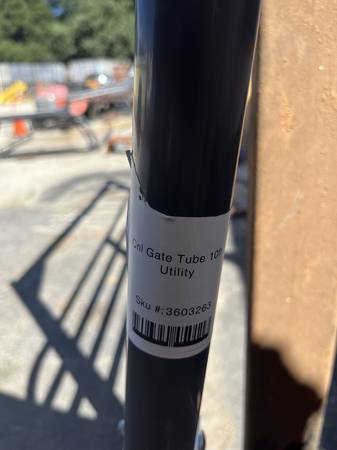 Cnl Gate Tube 10ft
Utility
Sku #:3603263